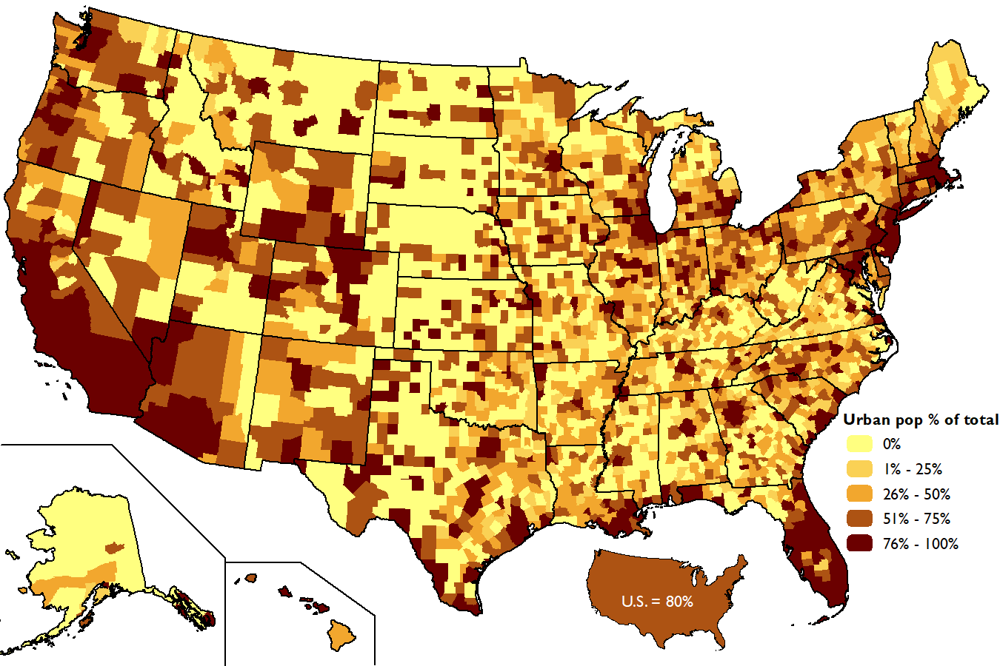 Urban pop % of total
0%
1% - 25%
26% - 50%
51% - 75%
76% - 100%
U.S. = 80%